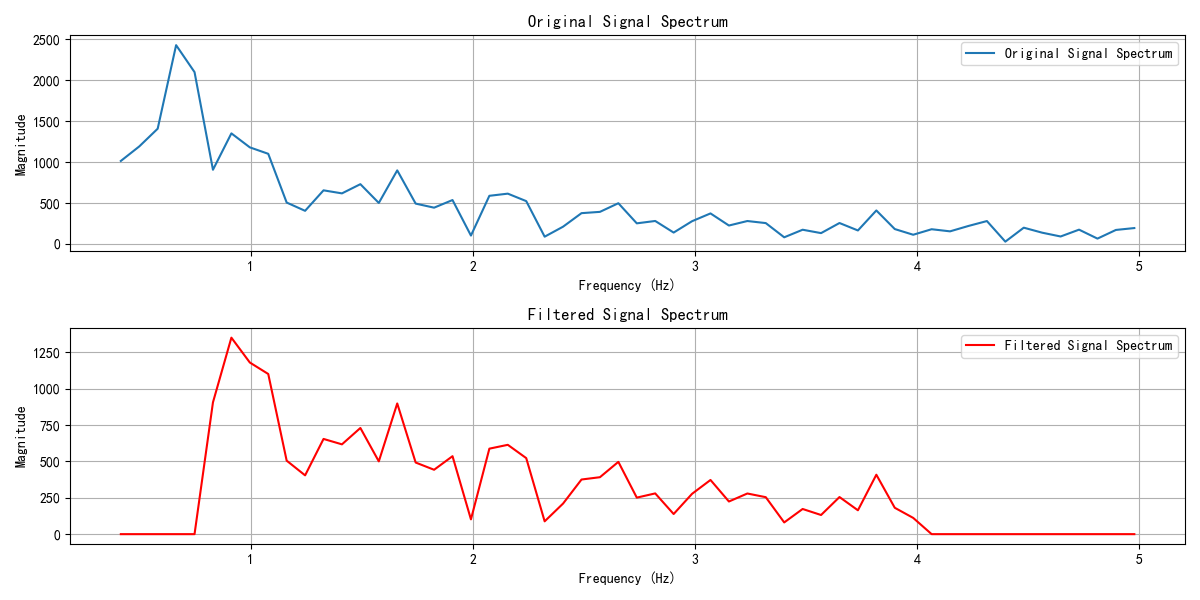 Original Signal Spectrum
2500
2000
1500
1000
500
0
Magnitude
Original Signal Spectrum
1 2 3 4 5
Frequency (Hz)
Filtered Signal Spectrum
1250
1000
750
500
250
0
Magnitude
Filtered Signal Spectrum
1 2 3 4 5
Frequency (Hz)